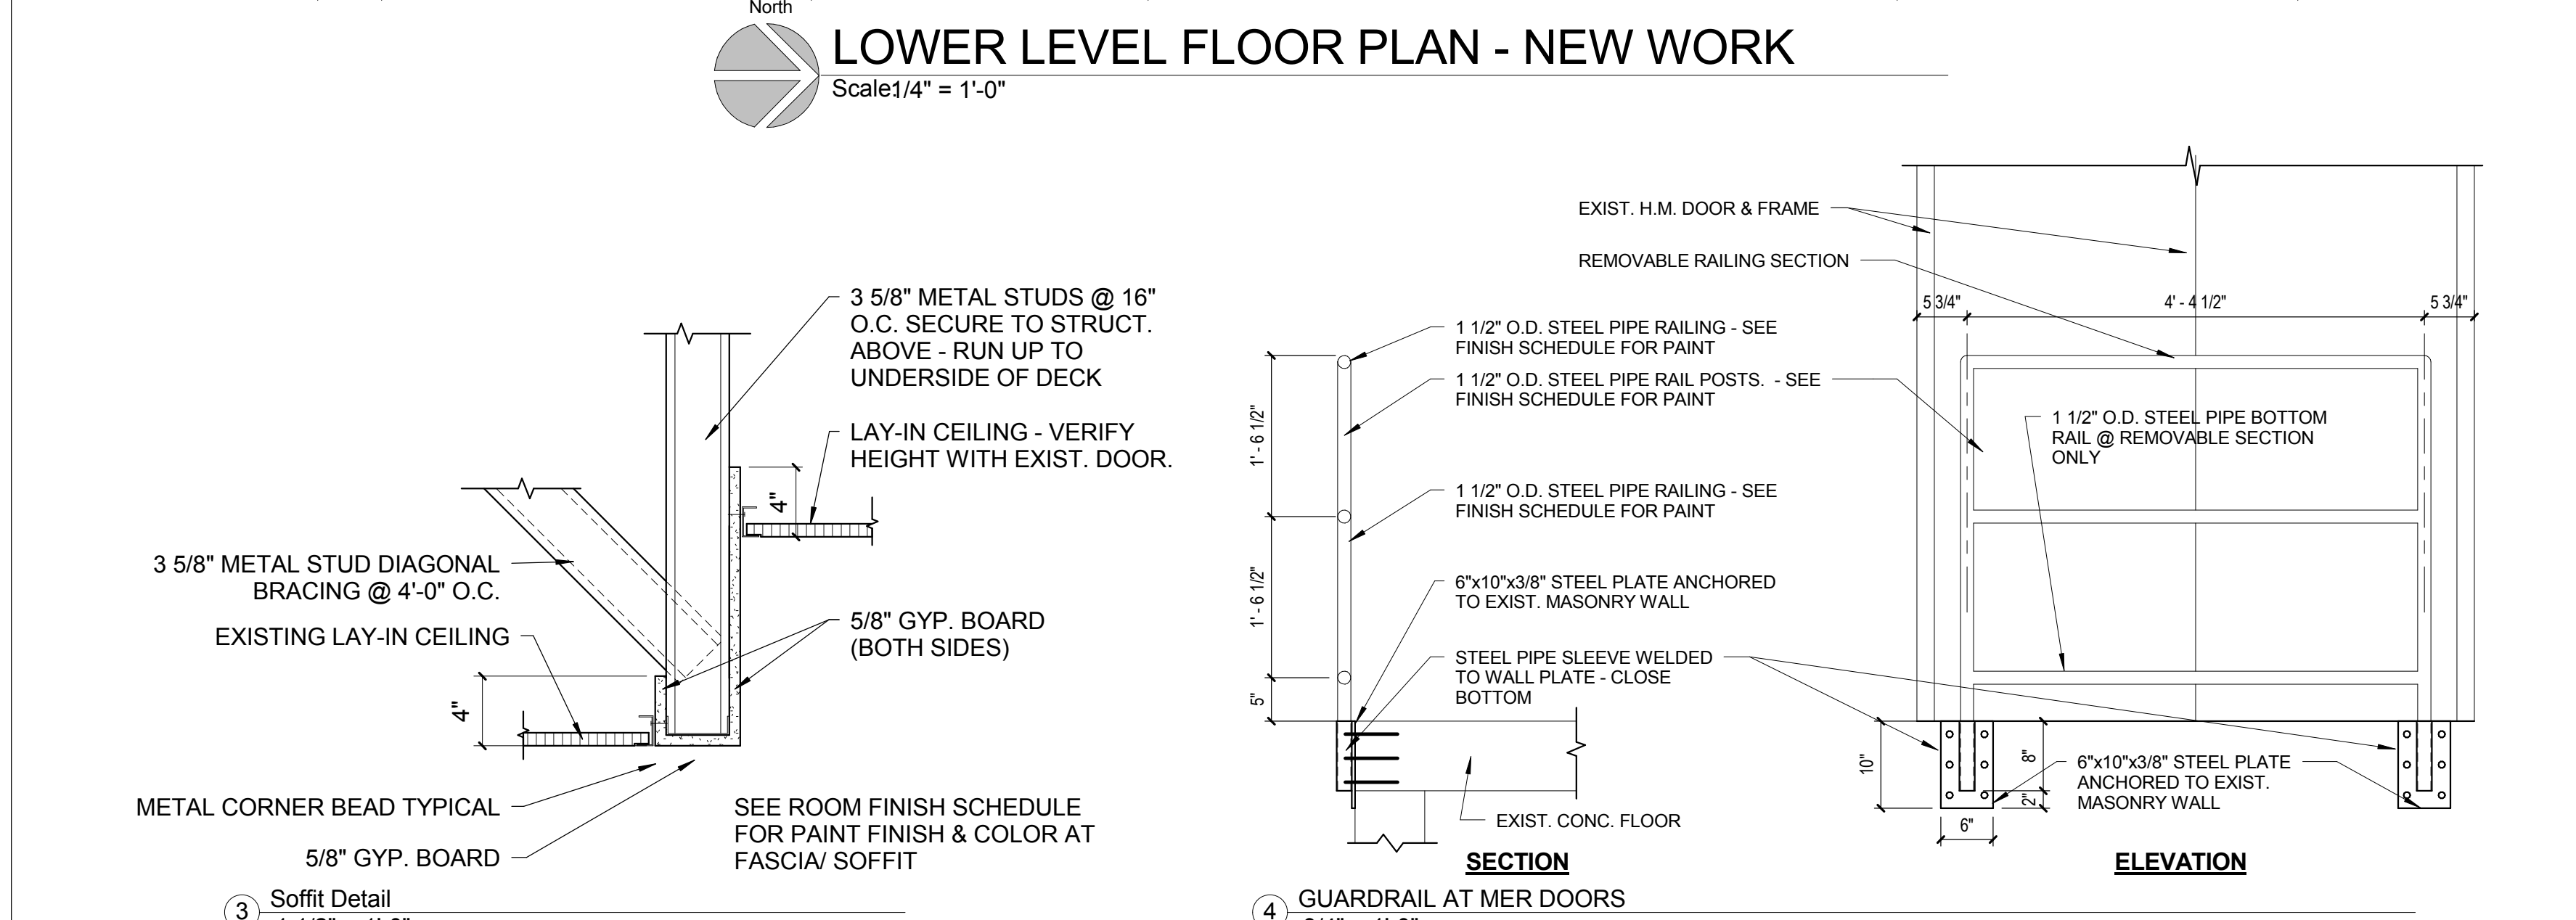 North
LOWER LEVEL FLOOR PLAN - NEW WORK
Scale:1/4" = 1'-0"
3 5/8" METAL STUDS @ 16"
O.C. SECURE TO STRUCT.
ABOVE - RUN UP TO
UNDERSIDE OF DECK
LAY-IN CEILING - VERIFY
HEIGHT WITH EXIST. DOOR.
4"
3 5/8" METAL STUD DIAGONAL
BRACING @ 4'-0" O.C.
EXISTING LAY-IN CEILING
5/8" GYP. BOARD
(BOTH SIDES)
4"
METAL CORNER BEAD TYPICAL
5/8" GYP. BOARD
SEE ROOM FINISH SCHEDULE
FOR PAINT FINISH & COLOR AT
FASCIA/ SOFFIT
3
Soffit Detail
EXIST. H.M. DOOR & FRAME
REMOVABLE RAILING SECTION
5 3/4"
4' - 4 1/2"
5 3/4"
1 1/2" O.D. STEEL PIPE RAILING - SEE
FINISH SCHEDULE FOR PAINT
1 1/2" O.D. STEEL PIPE RAIL POSTS. - SEE
FINISH SCHEDULE FOR PAINT
1 1/2" O.D. STEEL PIPE BOTTOM
RAIL @ REMOVABLE SECTION
ONLY
1' - 6 1/2"
1 1/2" O.D. STEEL PIPE RAILING - SEE
FINISH SCHEDULE FOR PAINT
1' - 6 1/2"
6"x10"x3/8" STEEL PLATE ANCHORED
TO EXIST. MASONRY WALL
STEEL PIPE SLEEVE WELDED
TO WALL PLATE - CLOSE
BOTTOM
5"
10"
8"
2"
6"
6"x10"x3/8" STEEL PLATE
ANCHORED TO EXIST.
MASONRY WALL
EXIST. CONC. FLOOR
SECTION
ELEVATION
4
GUARDRAIL AT MER DOORS